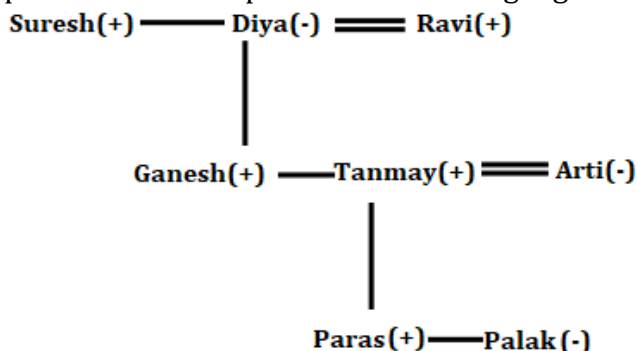 Suresh(+) Diya(-) Ravi(+)
Ganesh(+) Tanmay(+) Arti(-)
Paras(+) Palak(-)